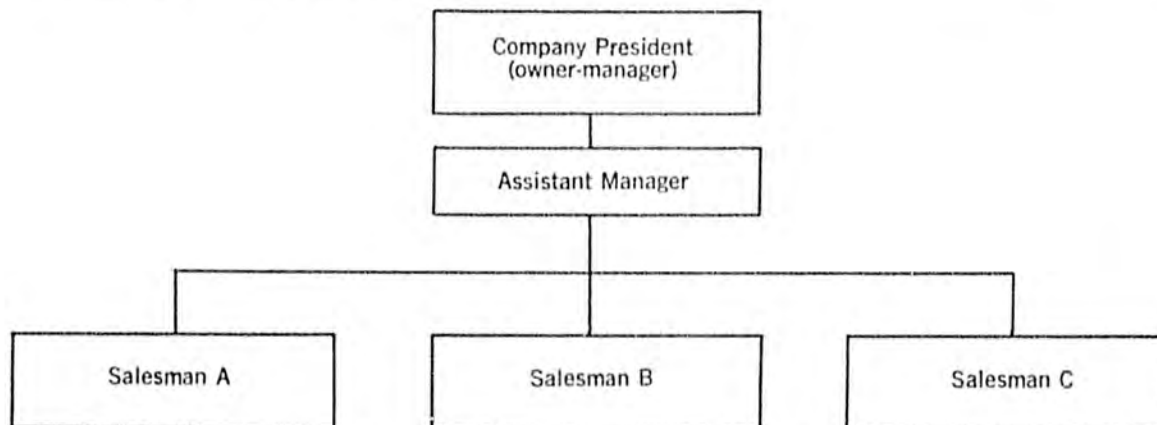 Company President
(owner-manager)
Assistant Manager
Salesman A
Salesman B
Salesman C